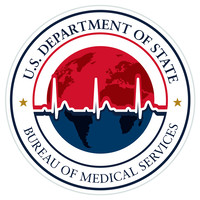 U.S. DEPARTMENT OF STATE
BUREAU OF MEDICAL SERVICES